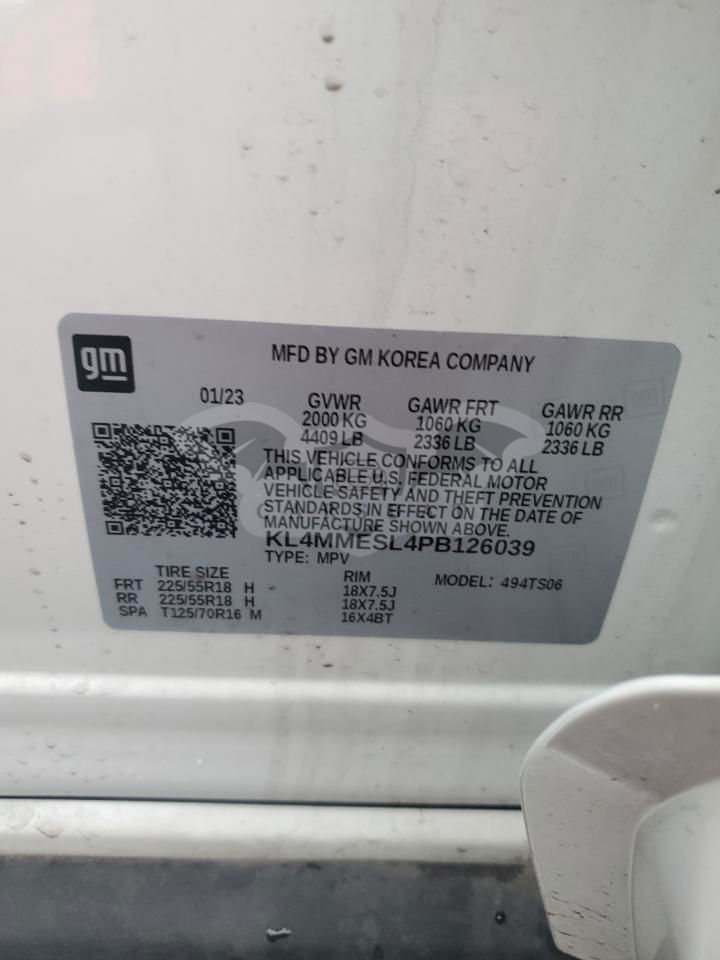 gm
MFD BY GM KOREA COMPANY
01/23 GVWR GAWR FRT GAWR RR
2000 KG 1060 KG 1060 KG
4409 LB 2336 LB 2336 LB
THIS VEHICLE CONFORMS TO ALL
APPLICABLE U.S. FEDERAL MOTOR
VEHICLE SAFETY AND THEFT PREVENTION
STANDARDS IN EFFECT ON THE DATE OF
MANUFACTURE SHOWN ABOVE.
KL4MMESL4PB126039
TYPE: MPV
TIRE SIZE RIM MODEL: 494TS06
FRT 225/55R18 H 18X7.5J
RR 225/55R18 H 18X7.5J
SPA T125/70R16 M 16X4BT